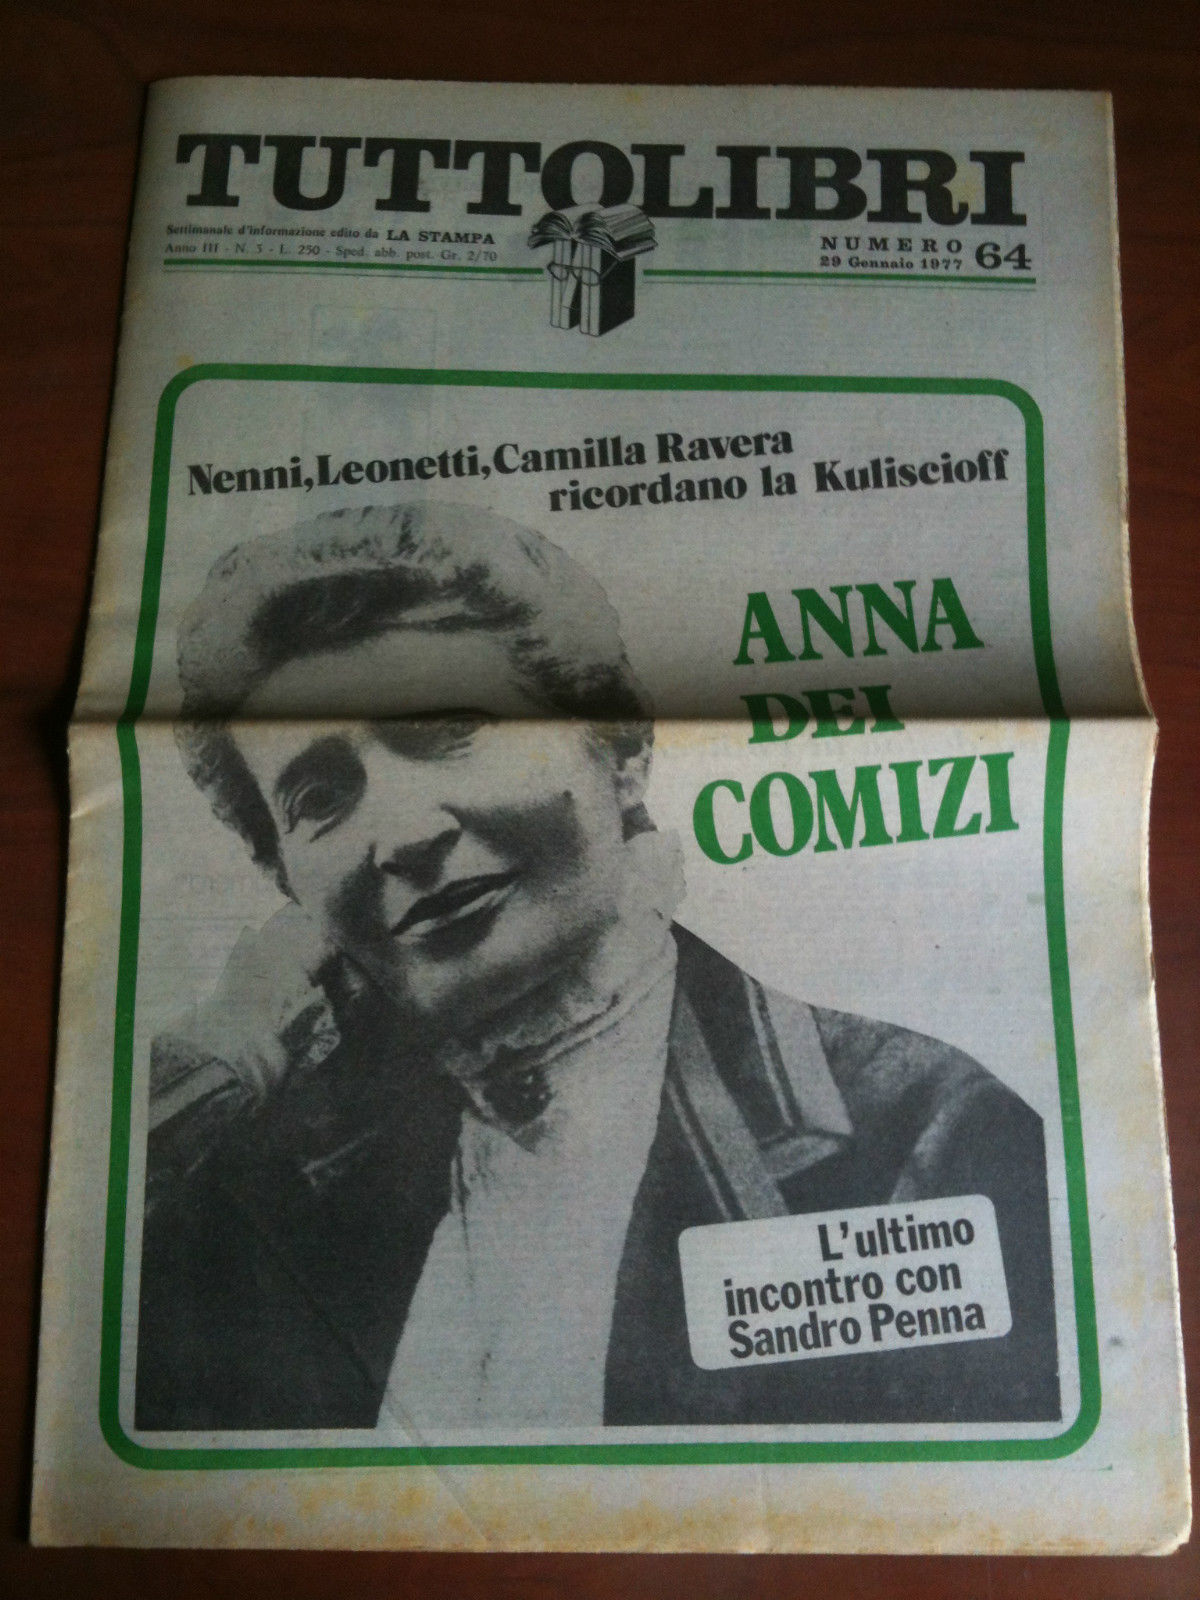 TUTTOLIBRI
Settimanale d'informazione edito da LA STAMPA
Anno III - N. 3 - L. 250 - Sped. abb. post. Gr. 2/70
NUMERO 64
29 Gennaio 1977
Nenni, Leonetti, Camilla Ravera
ricordano la Kuliscioff
ANNA
DEI
COMIZI
L'ultimo
incontro con
Sandro Penna